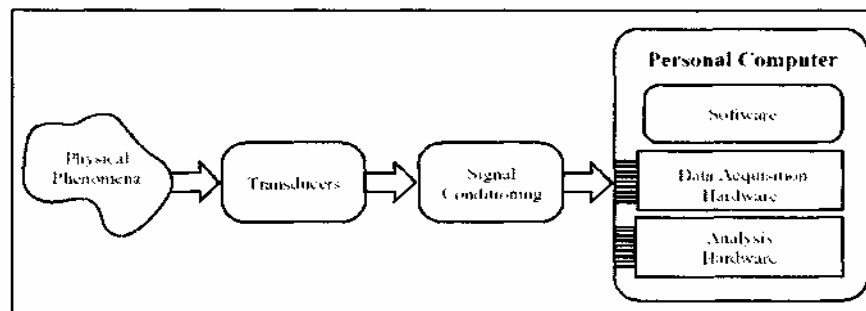 Personal Computer
Software
Physical
Phenomena
Transducers
Signal
Conditioning
Data Acquisition
Hardware
Analysis
Hardware